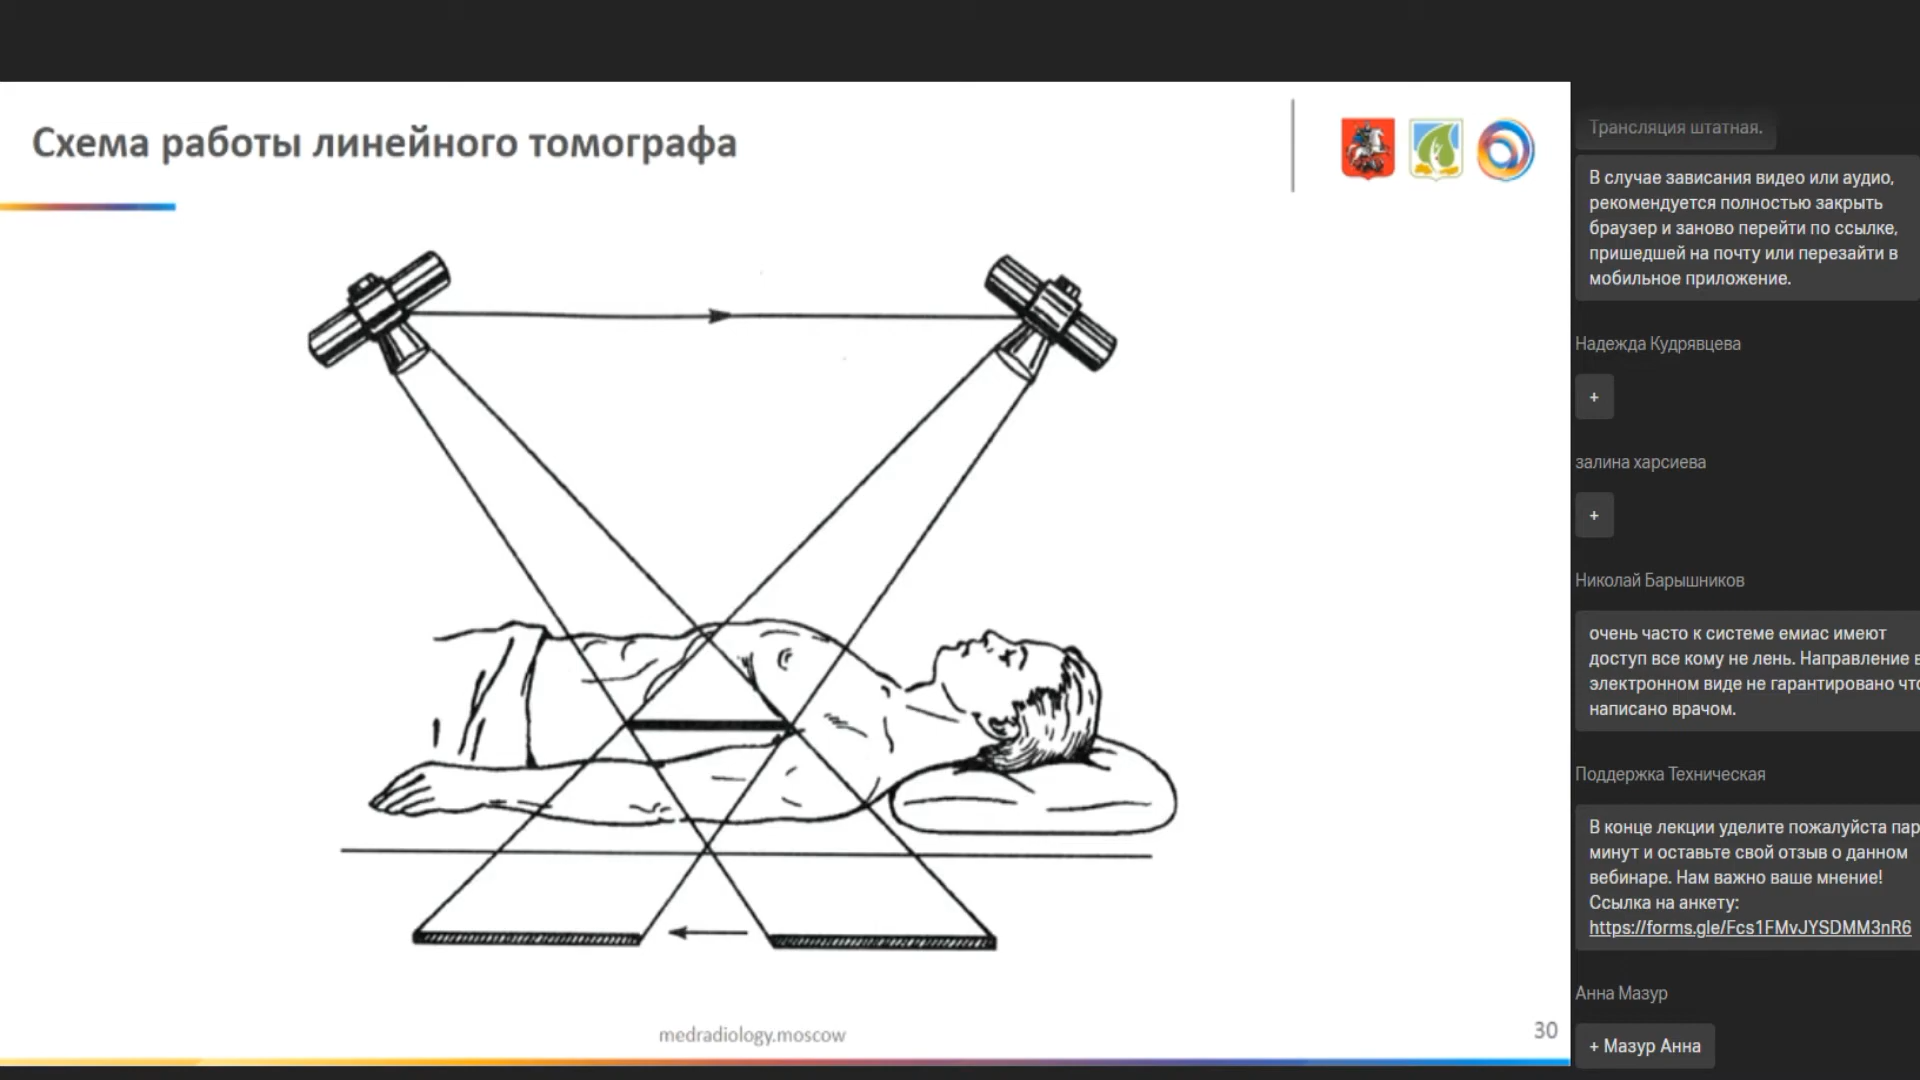 Схема работы линейного томографа
medradiology.moscow
30
Трансляция штатная.
В случае зависания видео или аудио,
рекомендуется полностью закрыть
браузер и заново перейти по ссылке,
пришедшей на почту или перезайти в
мобильное приложение.
Надежда Кудрявцева
+
залина харсиева
+
Николай Барышников
очень часто к системе емиас имеют
доступ все кому не лень. Направление в
электронном виде не гарантировано что
написано врачом.
Поддержка Техническая
В конце лекции уделите пожалуйста пар
минут и оставьте свой отзыв о данном
вебинаре. Нам важно ваше мнение!
Ссылка на анкету:
https://forms.gle/Fcs1FMvJYSDMM3nR6
Анна Мазур
+ Мазур Анна